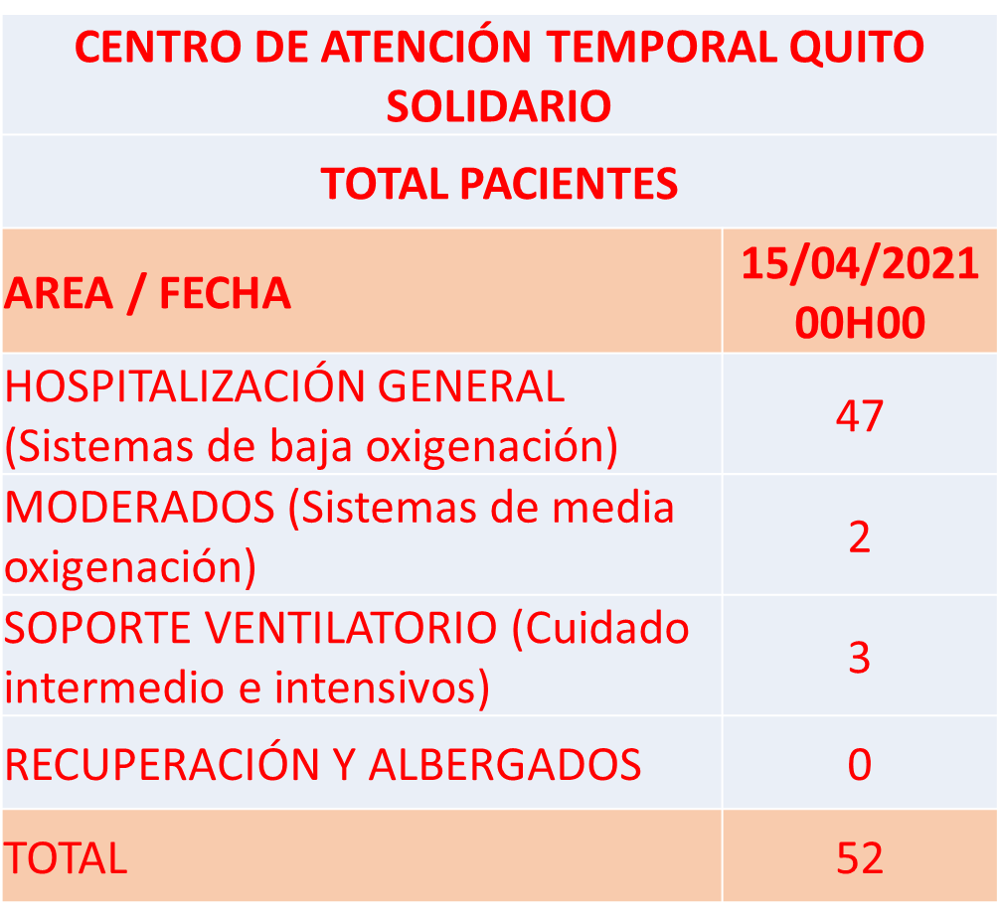 CENTRO DE ATENCIÓN TEMPORAL QUITO
SOLIDARIO
TOTAL PACIENTES
AREA / FECHA
15/04/2021
00H00
HOSPITALIZACIÓN GENERAL
(Sistemas de baja oxigenación)
47
MODERADOS (Sistemas de media
oxigenación)
2
SOPORTE VENTILATORIO (Cuidado
intermedio e intensivos)
3
RECUPERACIÓN Y ALBERGADOS
0
TOTAL
52